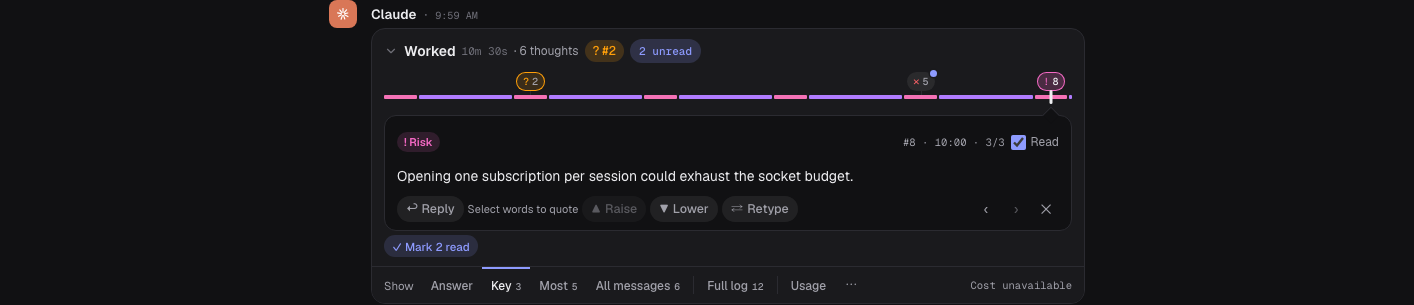 Claude · 9:59 AM
Worked 10m 30s · 6 thoughts ? #2 2 unread
? 2 × 5 ! 8
! Risk #8 · 10:00 · 3/3 Read
Opening one subscription per session could exhaust the socket budget.
↩ Reply Select words to quote ▲ Raise ▼ Lower ⇄ Retype ‹ › ×
✓ Mark 2 read
Show Answer Key 3 Most 5 All messages 6 Full log 12 Usage ··· Cost unavailable